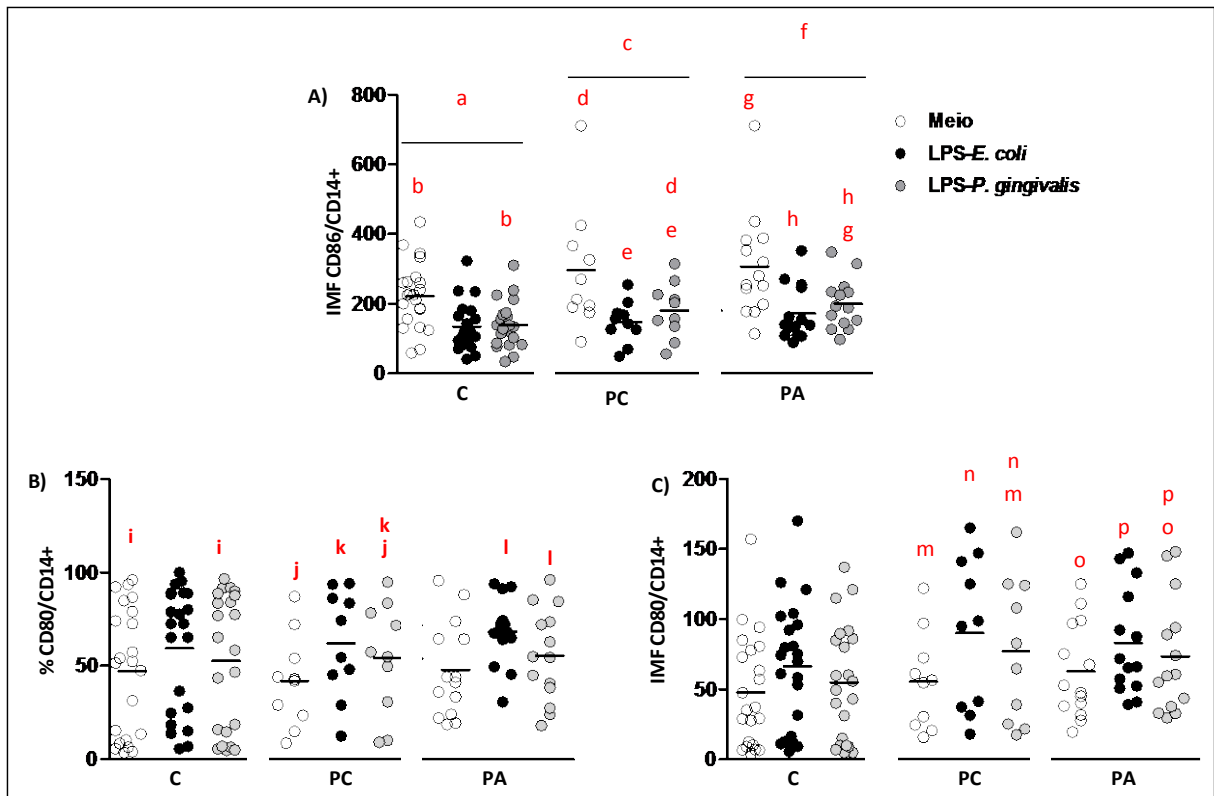 c
f
A)
800
a
d
g
Meio
LPS-E. coli
LPS-P. gingivalis
600
b
b
d
e
e
h
h
g
400
200
0
IMF CD86/CD14+
C
PC
PA
B)
150
i
i
j
k
k
j
l
l
100
50
0
% CD80/CD14+
C
PC
PA
C)
200
m
n
n
m
o
p
p
o
150
100
50
0
IMF CD80/CD14+
C
PC
PA